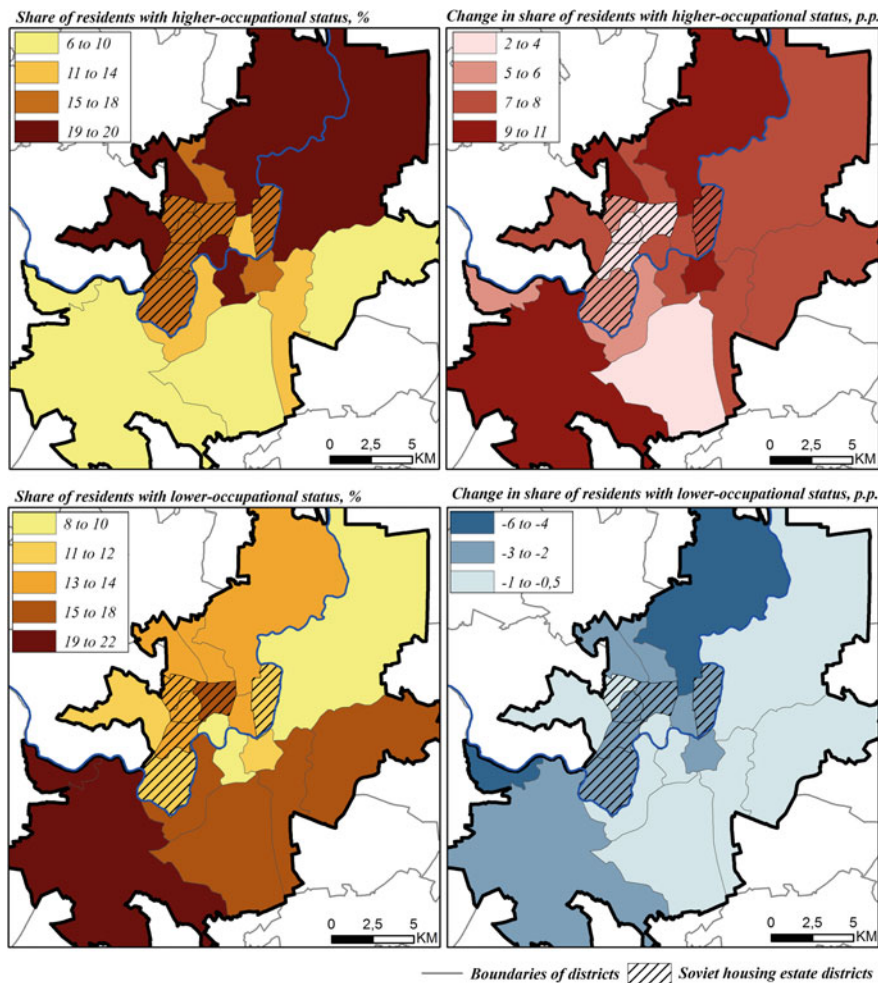 Share of residents with higher-occupational status, %
6 to 10
11 to 14
15 to 18
19 to 20
0 2,5 5
KM
Change in share of residents with higher-occupational status, p.p.
2 to 4
5 to 6
7 to 8
9 to 11
0 2,5 5
KM
Share of residents with lower-occupational status, %
8 to 10
11 to 12
13 to 14
15 to 18
19 to 22
0 2,5 5
KM
Change in share of residents with lower-occupational status, p.p.
-6 to -4
-3 to -2
-1 to -0,5
0 2,5 5
KM
Boundaries of districts Soviet housing estate districts